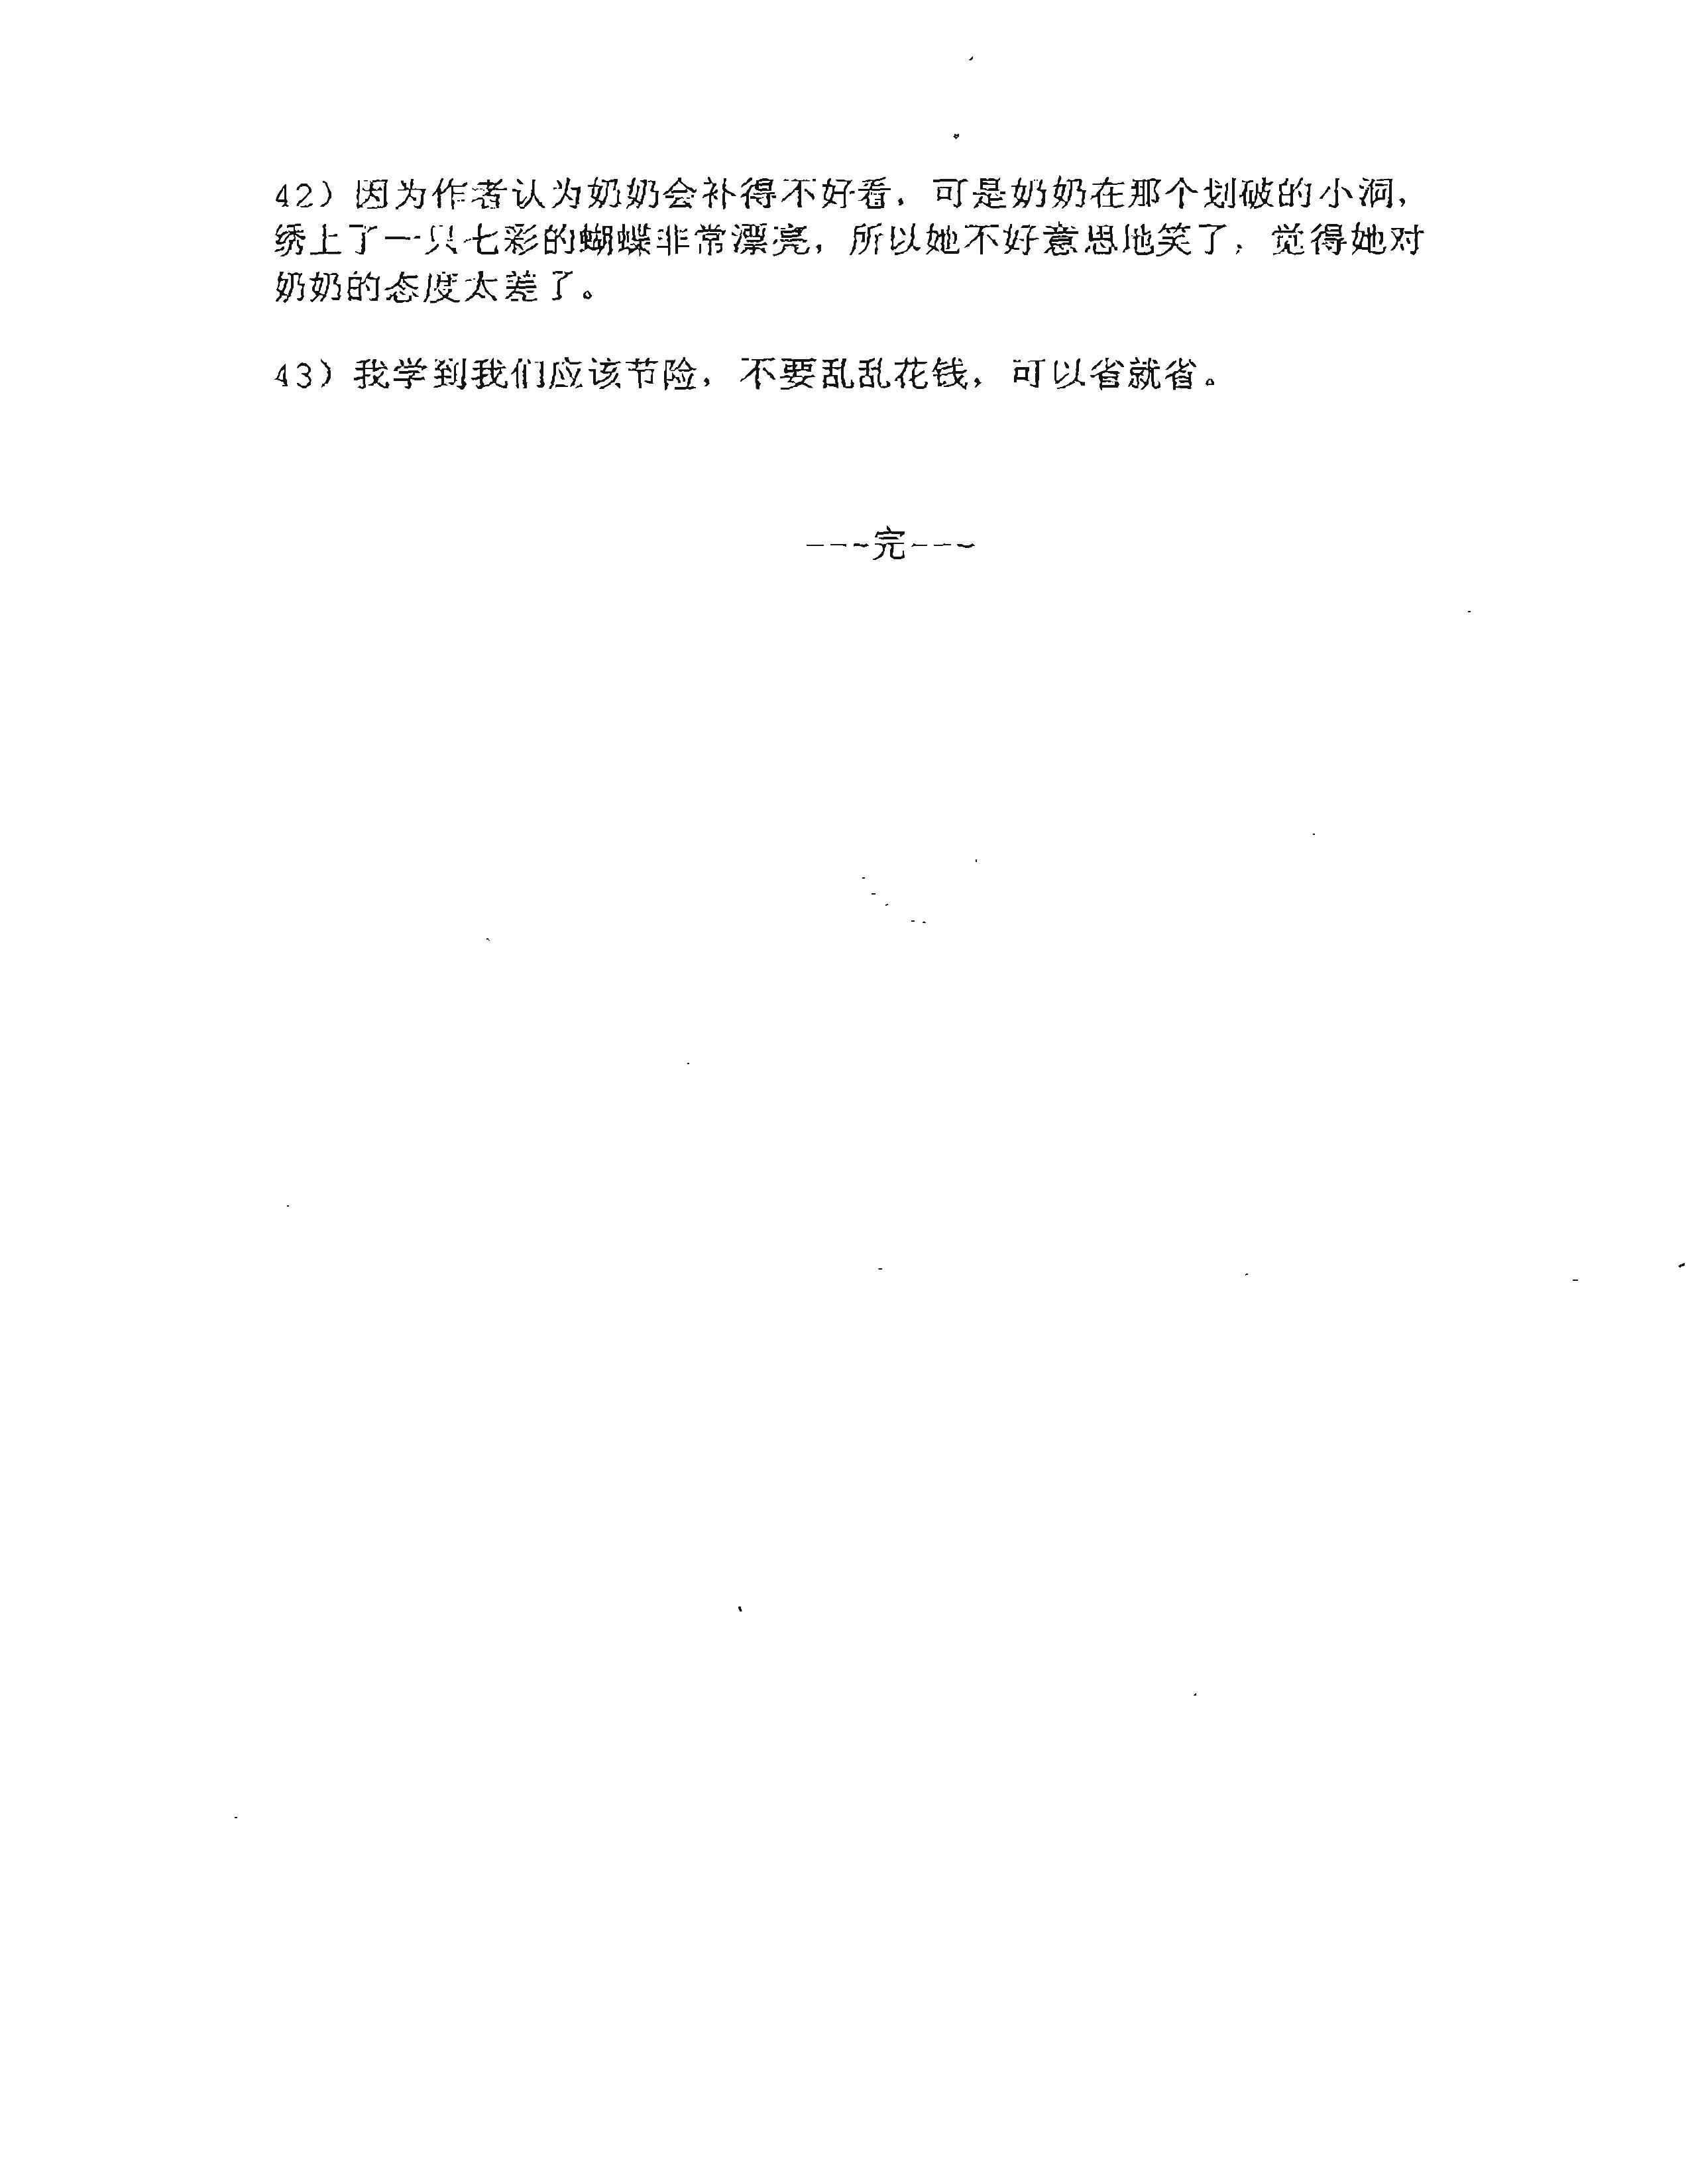 42）因为作者认为奶奶会补得不好看，可是奶奶在那个划破的小洞，
绣上了一只七彩的蝴蝶非常漂亮，所以她不好意思地笑了，觉得她对
奶奶的态度太差了。
43）我学到我们应该节险，不要乱乱花钱，可以省就省。
---完---